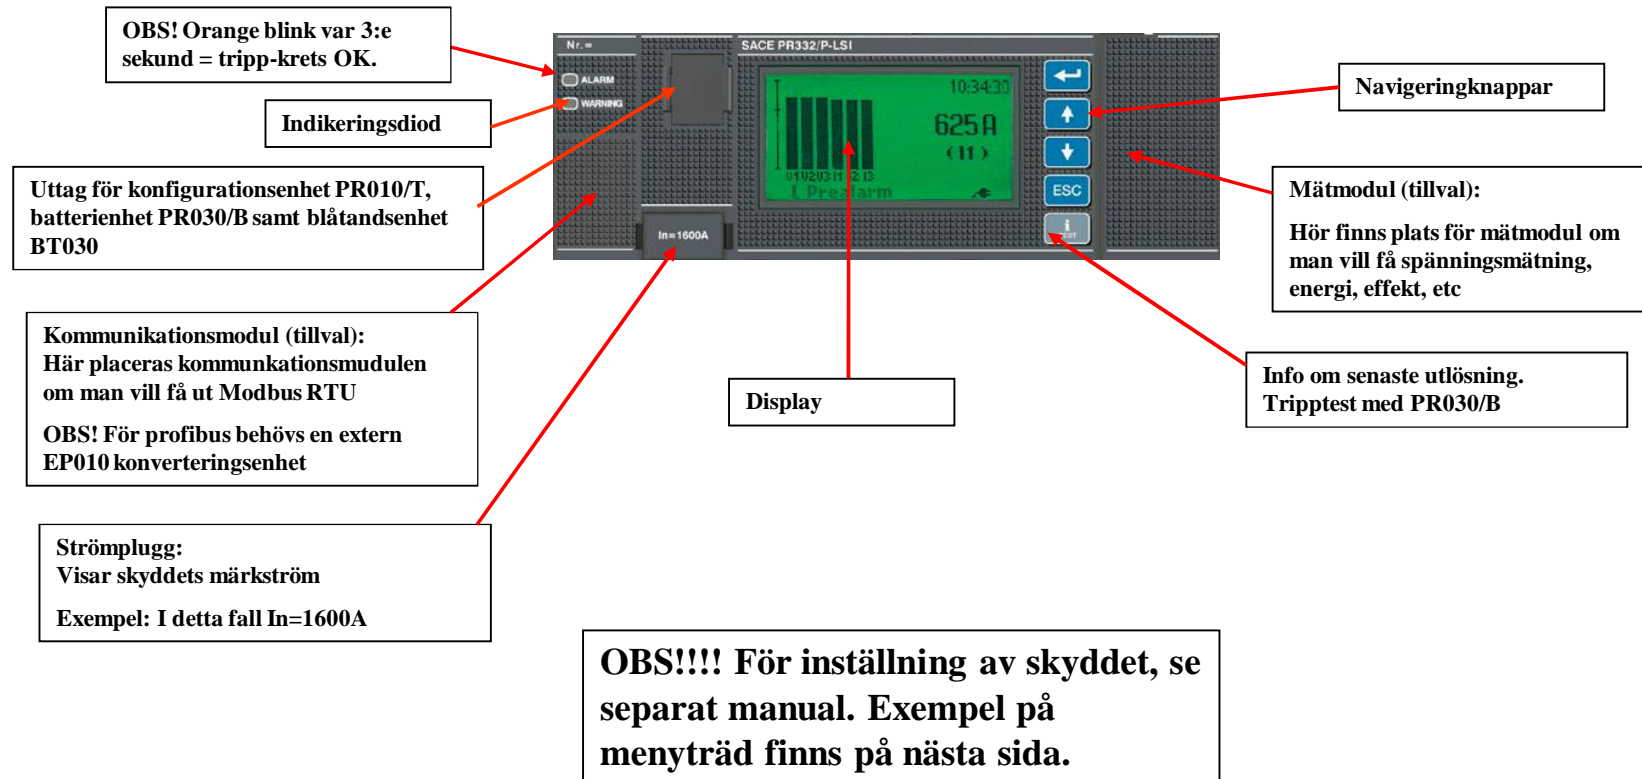 OBS! Orange blink var 3:e
sekund = tripp-krets OK.
Indikeringsdiod
Uttag för konfigurationsenhet PR010/T,
batterienhet PR030/B samt blåtandsenhet
BT030
Kommunikationsmodul (tillval):
Här placeras kommunkationsmudulen
om man vill få ut Modbus RTU
OBS! För profibus behövs en extern
EP010 konverteringsenhet
Strömplugg:
Visar skyddets märkström
Exempel: I detta fall In=1600A
Nr.=
ALARM
WARNING
In=1600A
SACE PR332/P-LSI
10:34:30
625A
(I1)
U1U2U3 I1 I2 I3
Prealarm
ESC
i
TEST
Display
Navigeringknappar
Mätmodul (tillval):
Hör finns plats för mätmodul om
man vill få spänningsmätning,
energi, effekt, etc
Info om senaste utlösning.
Tripptest med PR030/B
OBS!!!! För inställning av skyddet, se
separat manual. Exempel på
menyträd finns på nästa sida.